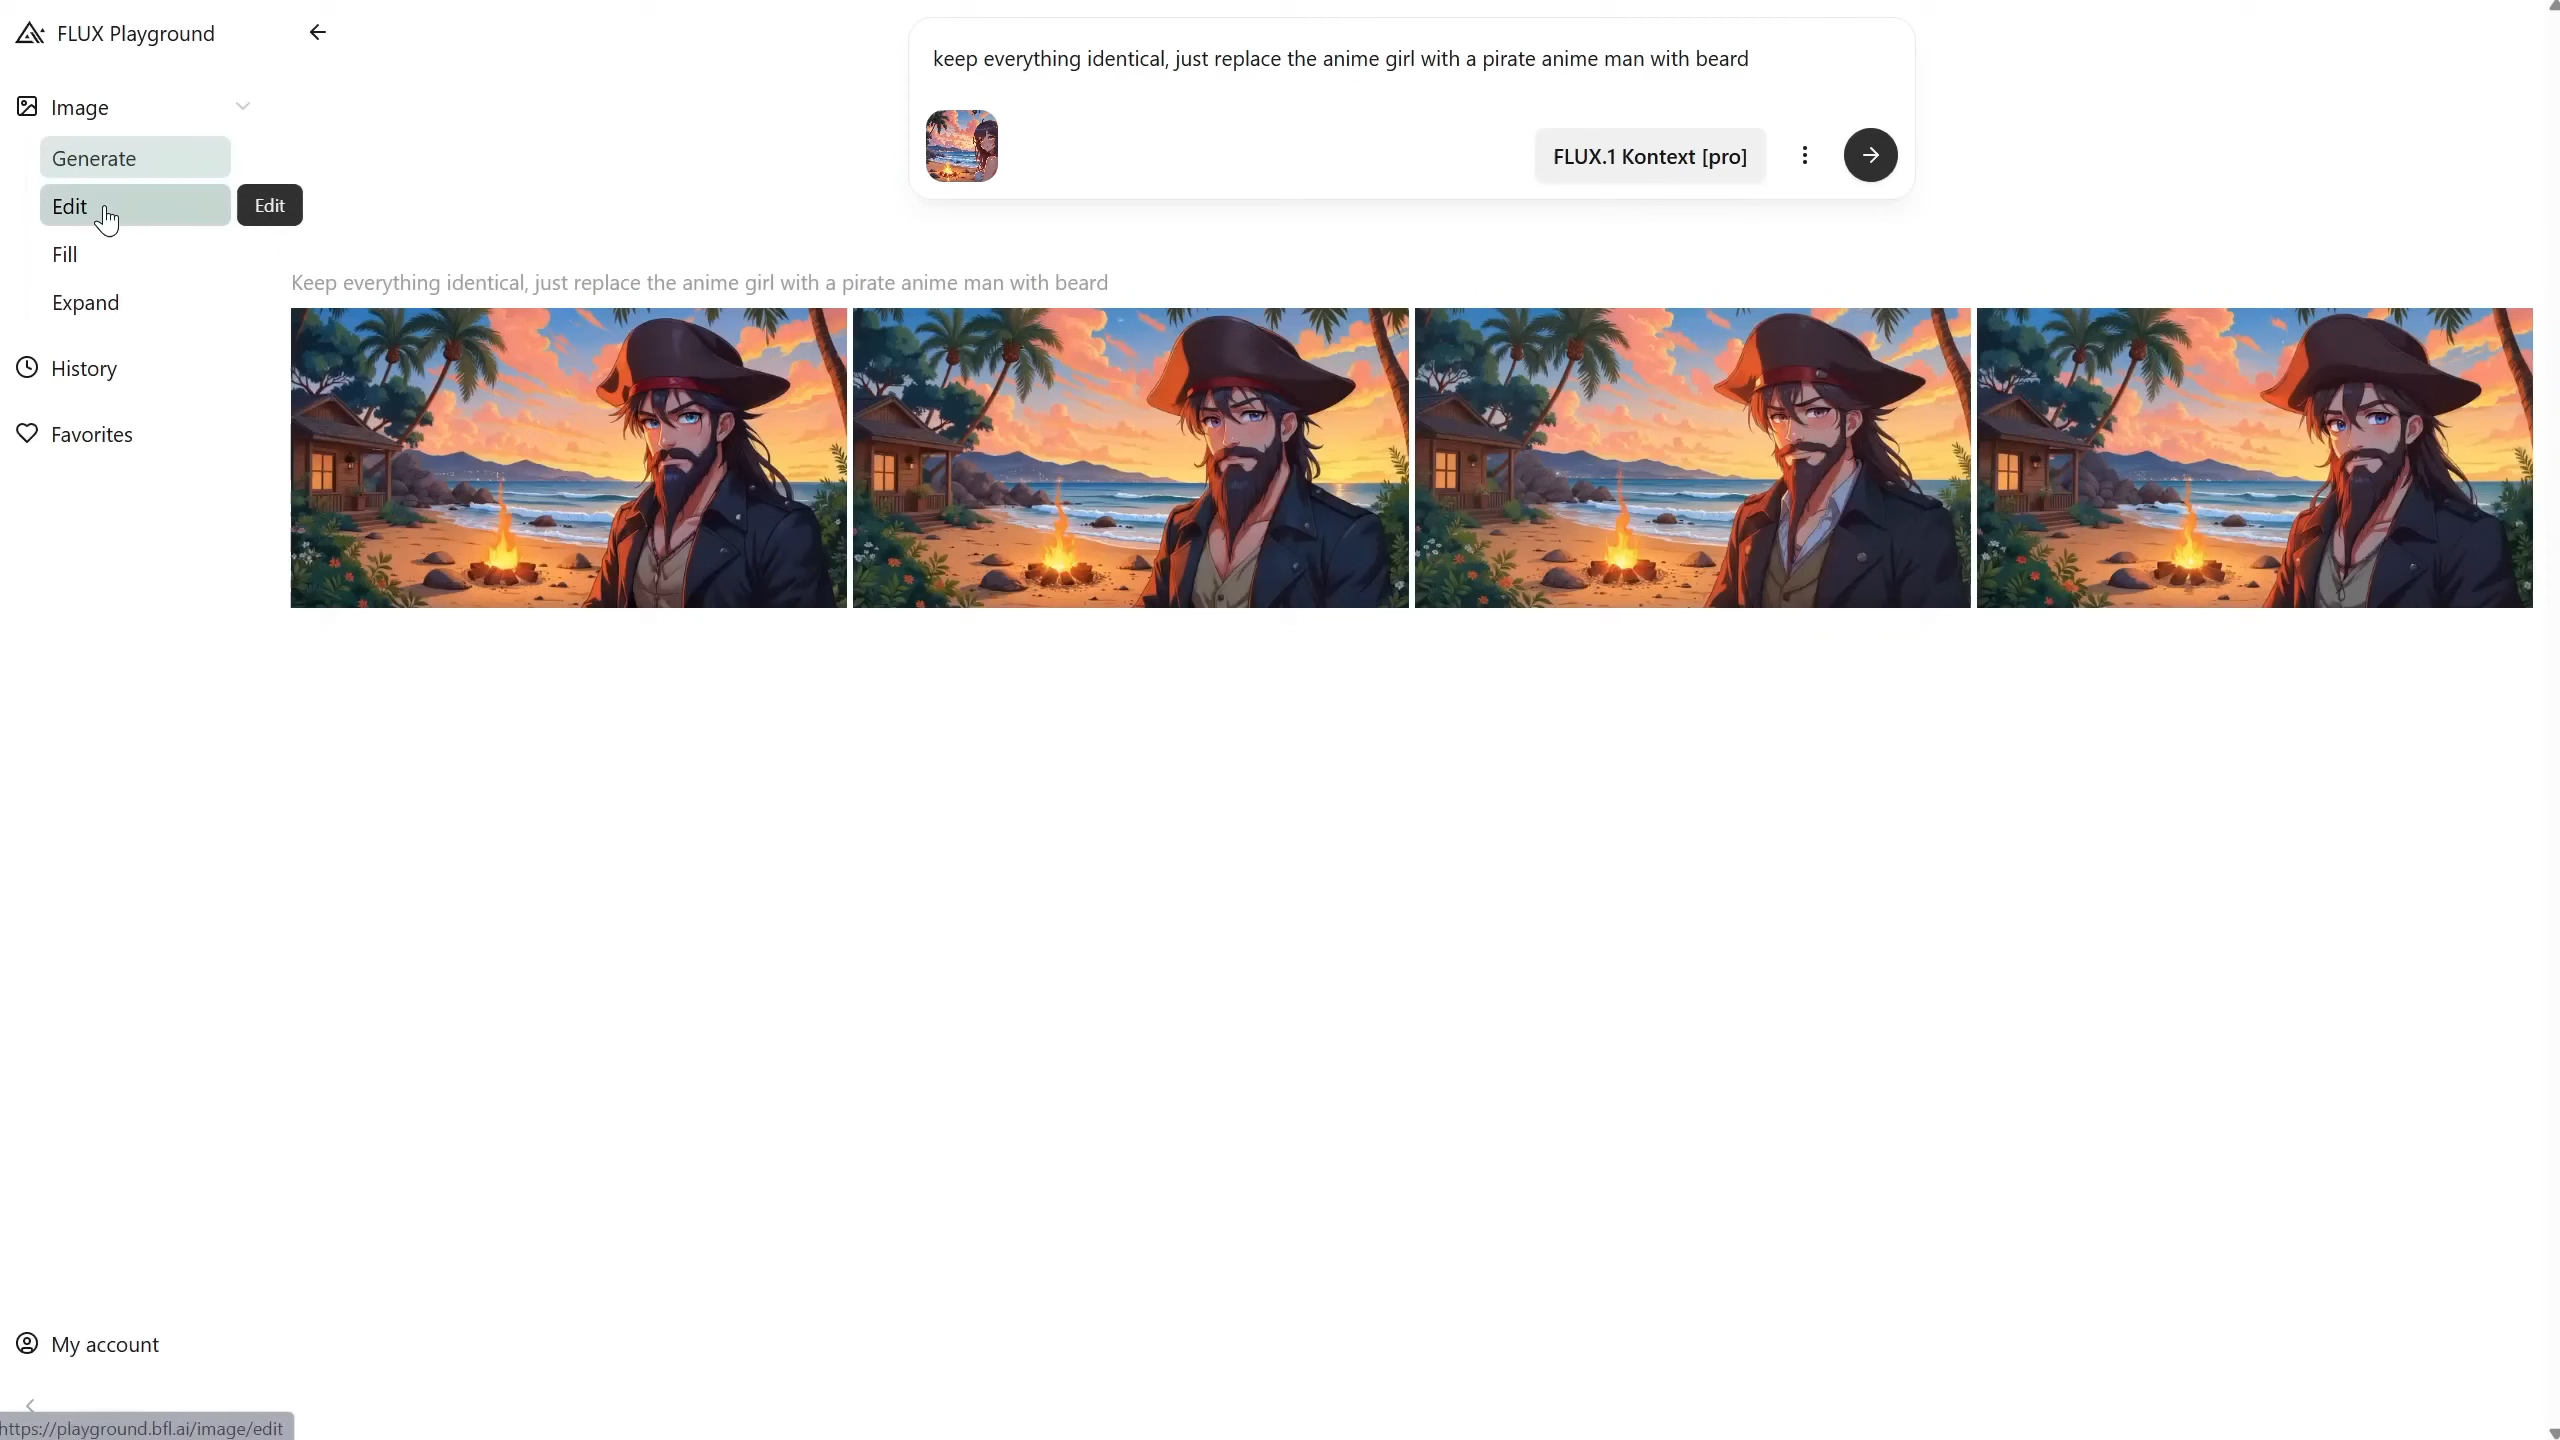 FLUX Playground
Image
Generate
Edit
Edit
Fill
Expand
History
Favorites
keep everything identical, just replace the anime girl with a pirate anime man with beard
FLUX.1 Kontext [pro]
Keep everything identical, just replace the anime girl with a pirate anime man with beard
My account
https://playground.bfl.ai/image/edit